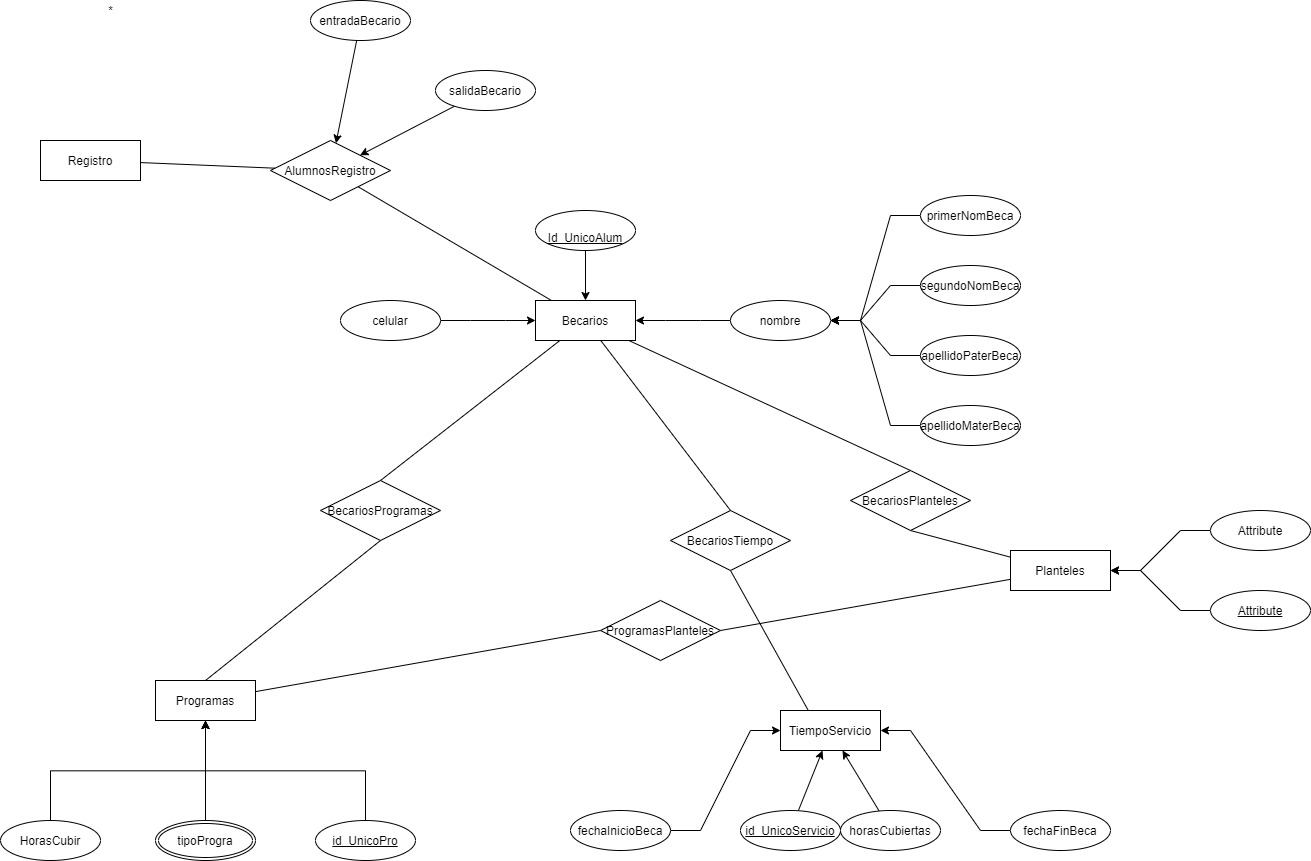 *
entradaBecario
salidaBecario
Registro
AlumnosRegistro
primerNomBeca
Id_UnicoAlum
segundoNomBeca
celular
Becarios
nombre
apellidoPaterBeca
apellidoMaterBeca
BecariosProgramas
BecariosPlanteles
BecariosTiempo
Attribute
Planteles
Attribute
ProgramasPlanteles
Programas
TiempoServicio
HorasCubir
tipoProgra
id_UnicoPro
fechaInicioBeca
id_UnicoServicio
horasCubiertas
fechaFinBeca